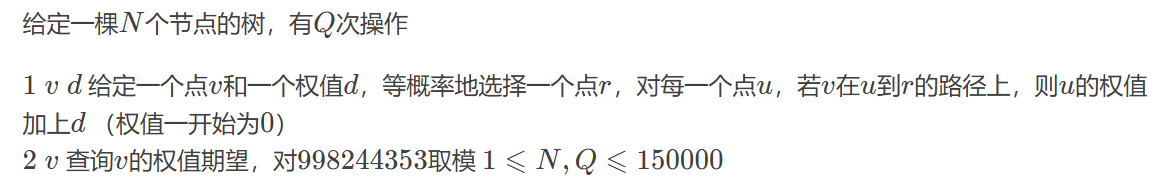 给定一棵N个节点的树，有Q次操作
1 v d 给定一个点v和一个权值d，等概率地选择一个点r，对每一个点u，若v在u到r的路径上，则u的权值
加上d （权值一开始为0）
2 v 查询v的权值期望，对998244353取模 1 ⩽ N, Q ⩽ 150000